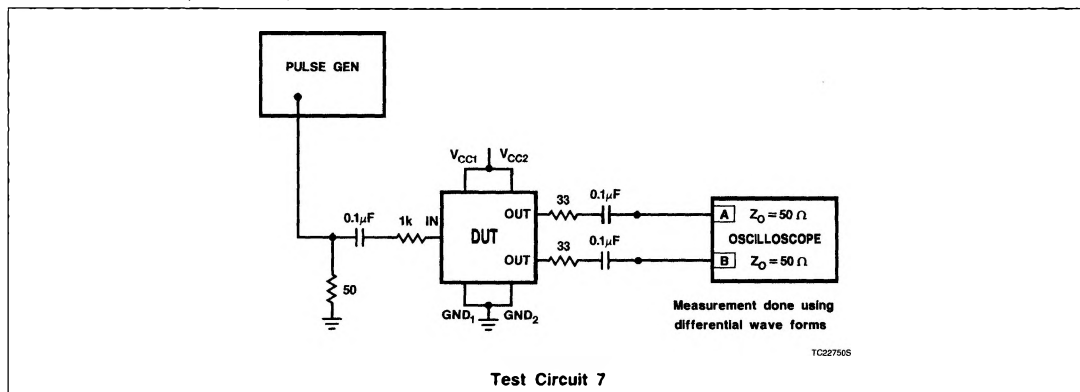 PULSE GEN
VCC1 VCC2
0.1μF 1k IN
OUT 33 0.1μF
DUT
OUT 33 0.1μF
50
GND1 GND2
A ZO = 50 Ω
OSCILLOSCOPE
B ZO = 50 Ω
Measurement done using
differential wave forms
TC22750S
Test Circuit 7